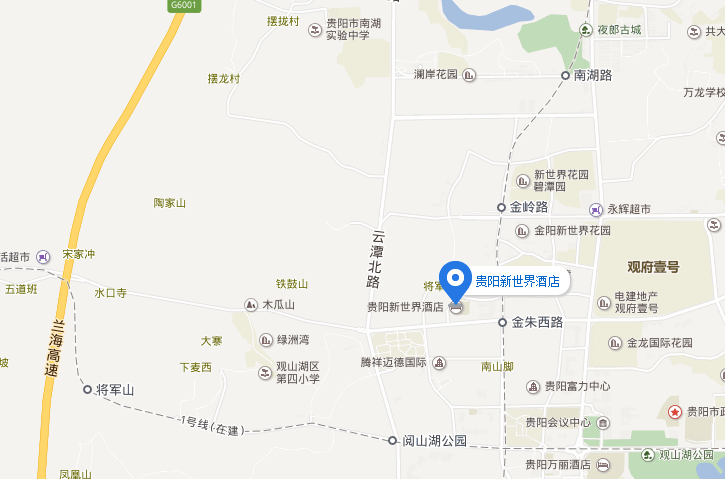 G6001
摆拢村
贵阳市南湖
实验中学
夜郎古城
共大
澜岸花园
南湖路
摆龙村
万龙学校
新世界花园
碧潭园
陶家山
金岭路
永辉超市
金阳新世界花园
云潭北路
活超市
宋家冲
观府壹号
五道班
水口寺
铁鼓山
将军
贵阳新世界酒店
木瓜山
贵阳新世界酒店
电建地产
观府壹号
兰海高速
金朱西路
大寨
绿洲湾
金龙国际花园
坡
下麦西
观山湖区
第四小学
腾祥迈德国际
南山脚
将军山
贵阳富力中心
1号线(在建)
贵阳市政
贵阳会议中心
阅山湖公园
观山湖公园
凤凰山
贵阳万丽酒店